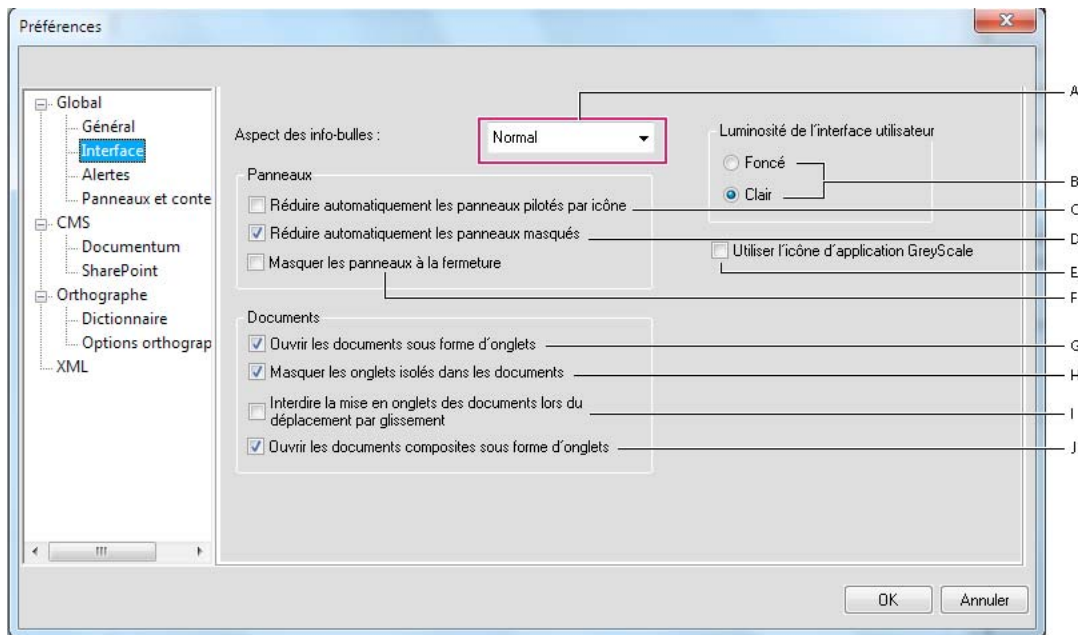 Préférences
Global
Général
Interface
Alertes
Panneaux et conte
CMS
Documentum
SharePoint
Orthographe
Dictionnaire
Options orthograp
XML
Aspect des info-bulles :
Normal
Panneaux
Réduire automatiquement les panneaux pilotés par icône
Réduire automatiquement les panneaux masqués
Masquer les panneaux à la fermeture
Documents
Ouvrir les documents sous forme d´onglets
Masquer les onglets isolés dans les documents
Interdire la mise en onglets des documents lors du
déplacement par glissement
Ouvrir les documents composites sous forme d´onglets
Luminosité de l´interface utilisateur
Foncé
Clair
Utiliser l´icône d´application GreyScale
A
B
C
D
E
F
G
H
I
J
OK
Annuler